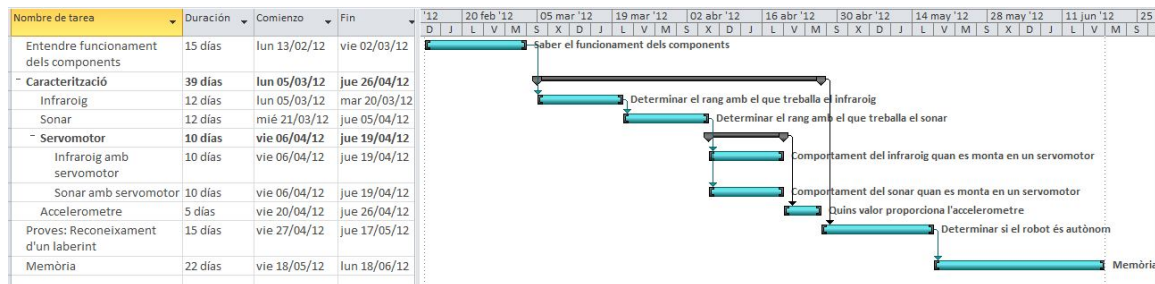 Nombre de tarea Duración Comienzo Fin '12 20 feb '12 05 mar '12 19 mar '12 02 abr '12 16 abr '12 30 abr '12 14 may '12 28 may '12 11 jun '12 25
D J L V M S X D J L V M S X D J L V M S X D J L V M S X D J L V M S
Entendre funcionament
dels components
15 días lun 13/02/12 vie 02/03/12 Saber el funcionament dels components
Caracterització 39 días lun 05/03/12 jue 26/04/12
Infraroig 12 días lun 05/03/12 mar 20/03/12 Determinar el rang amb el que treballa el infraroig
Sonar 12 días mié 21/03/12 jue 05/04/12 Determinar el rang amb el que treballa el sonar
Servomotor 10 días vie 06/04/12 jue 19/04/12
Infraroig amb
servomotor
10 días vie 06/04/12 jue 19/04/12 Comportament del infraroig quan es monta en un servomotor
Sonar amb servomotor 10 días vie 06/04/12 jue 19/04/12 Comportament del sonar quan es monta en un servomotor
Accelerometre 5 días vie 20/04/12 jue 26/04/12 Quins valor proporciona l'accelerometre
Proves: Reconeixament
d'un laberint
15 días vie 27/04/12 jue 17/05/12 Determinar si el robot és autònom
Memòria 22 días vie 18/05/12 lun 18/06/12 Memòria